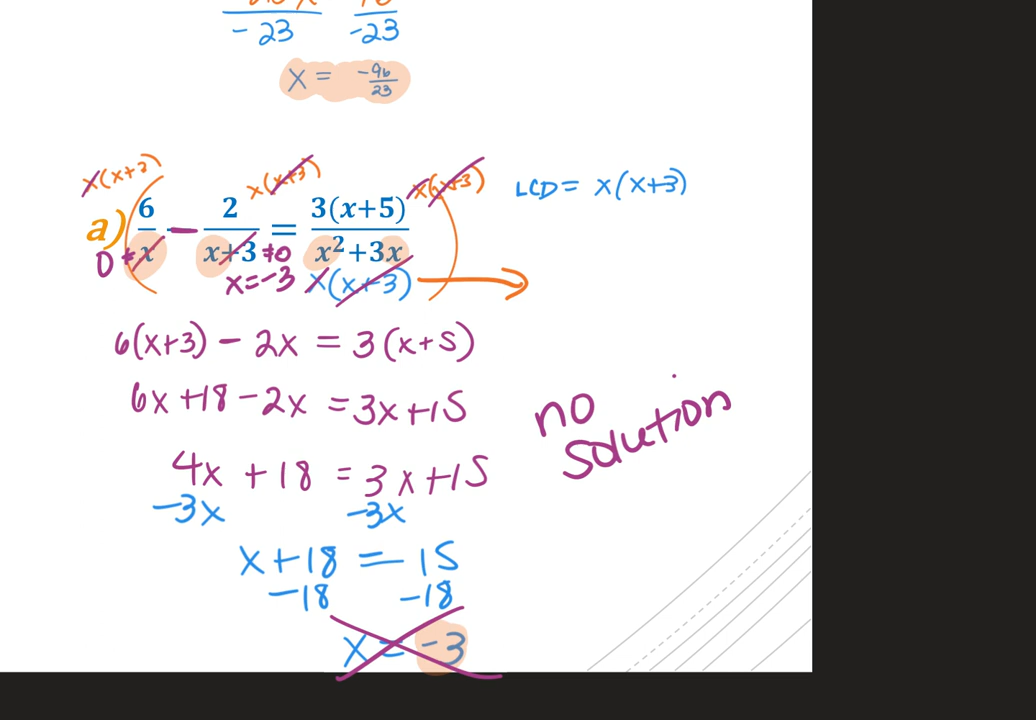 -23 -23
x = -96/23
x(x+3) x(x+3) x(x+3) LCD = x(x+3)
a) 6/x - 2/(x+3) = 3(x+5)/(x²+3x)
0 ≠ ≠0
x=-3 x(x+3)
6(x+3) - 2x = 3(x+5)
6x +18 -2x = 3x+15
no
solution
4x + 18 = 3x+15
-3x -3x
x+18 = 15
-18 -18
x = -3